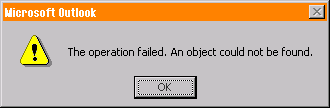 Microsoft Outlook
The operation failed. An object could not be found.
OK